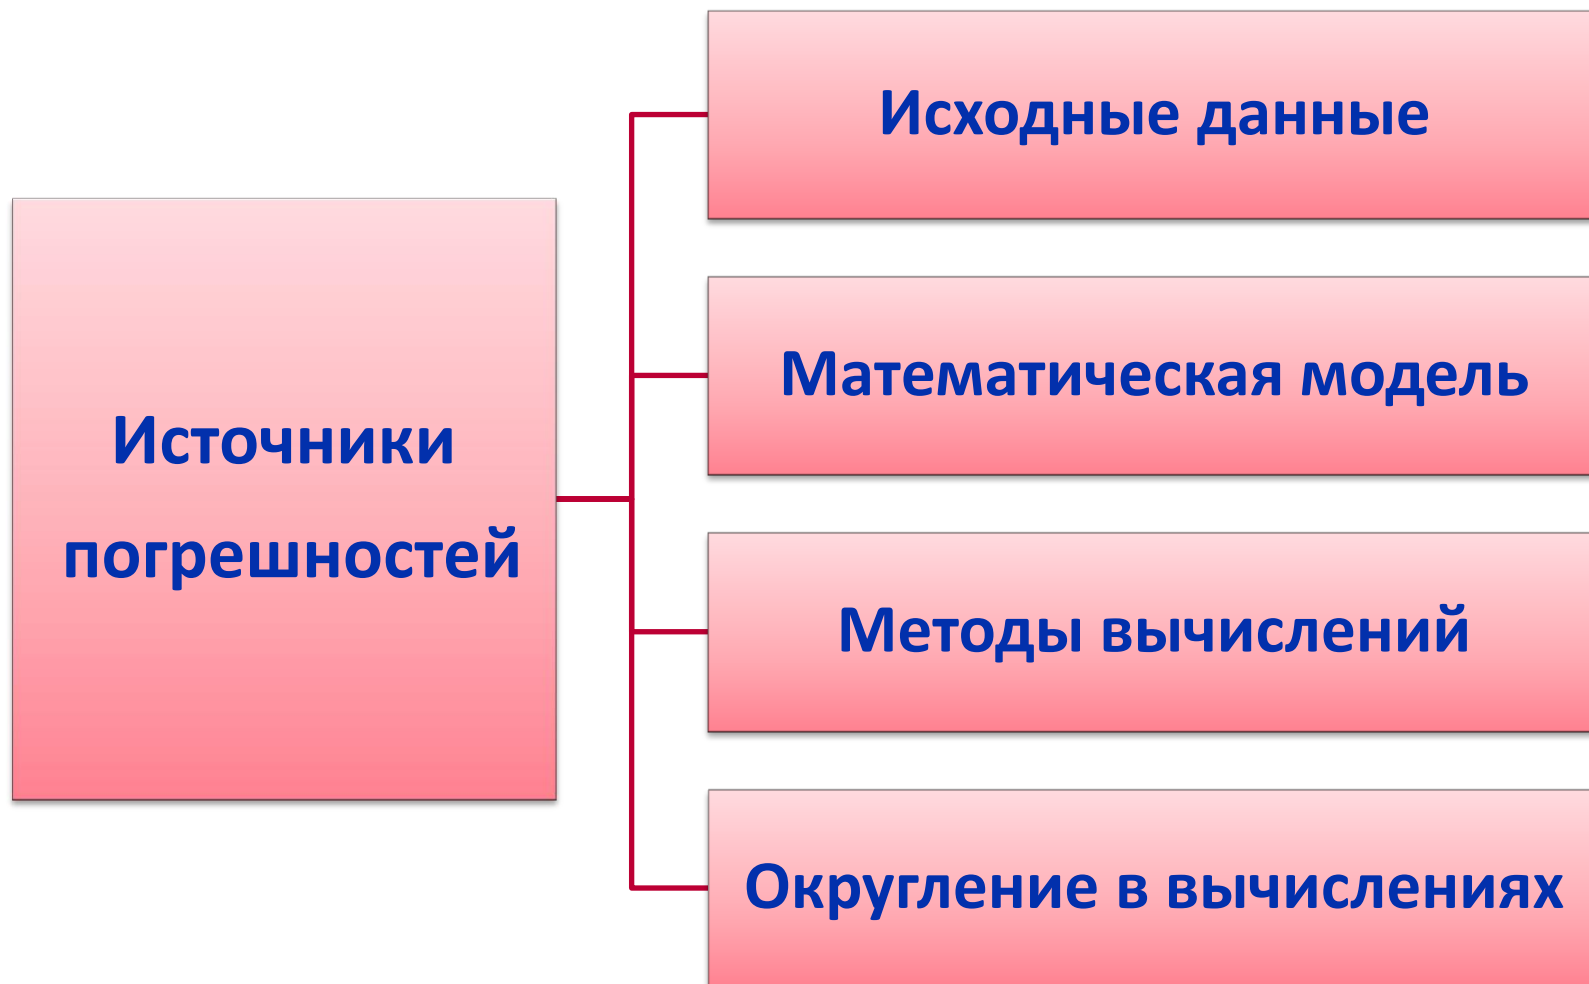 Источники
погрешностей
Исходные данные
Математическая модель
Методы вычислений
Округление в вычислениях